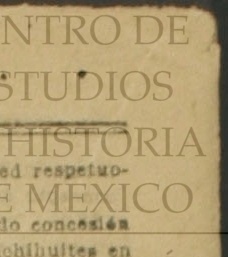 NTRO DE
STUDIOS
HISTORIA
ed respetuo-
E MEXICO
do concesión
chihuites en